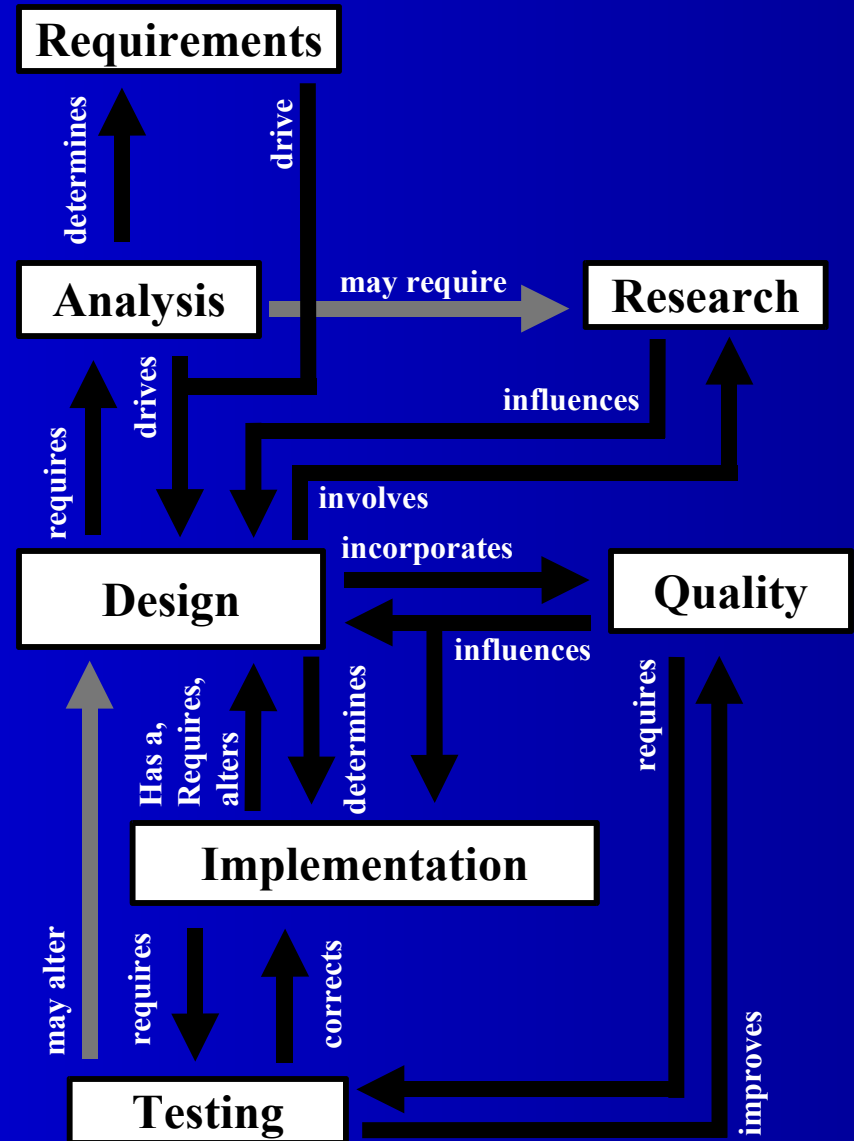 Requirements
determines
drive
Analysis
may require
Research
requires
drives
influences
involves
incorporates
Design
Quality
influences
Has a,
Requires,
alters
determines
requires
Implementation
may alter
requires
corrects
improves
Testing